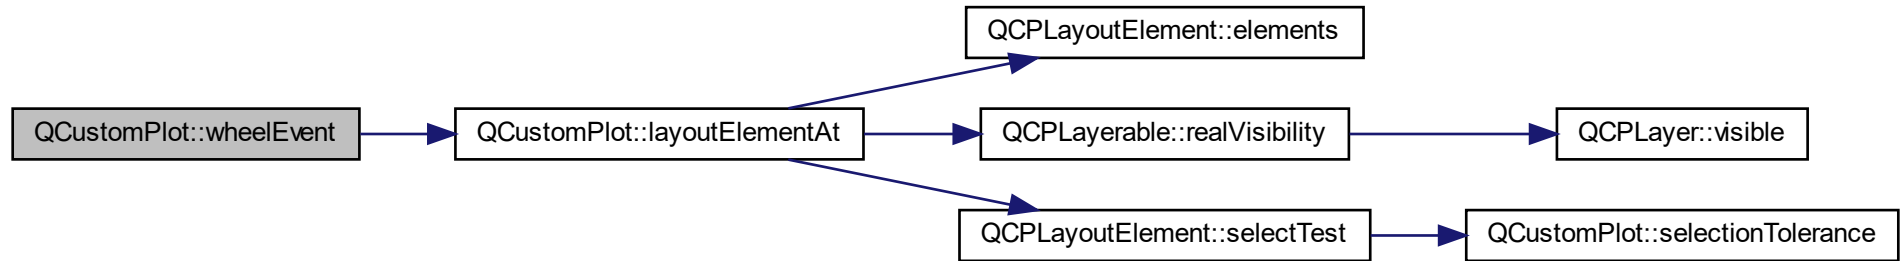 QCPLayoutElement::elements
QCustomPlot::wheelEvent
QCustomPlot::layoutElementAt
QCPLayerable::realVisibility
QCPLayer::visible
QCPLayoutElement::selectTest
QCustomPlot::selectionTolerance